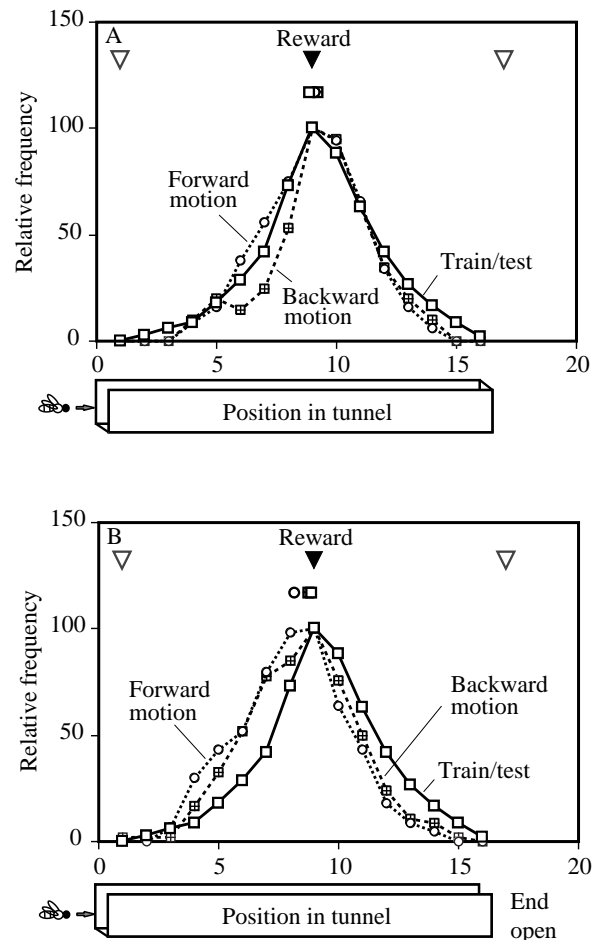 150
A
Reward
Relative frequency
100
Forward
motion
50
Train/test
Backward
motion
0
0 5 10 15 20
Position in tunnel
150
B
Reward
Relative frequency
100
Backward
motion
Forward
motion
50
Train/test
0
0 5 10 15 20
Position in tunnel
End
open